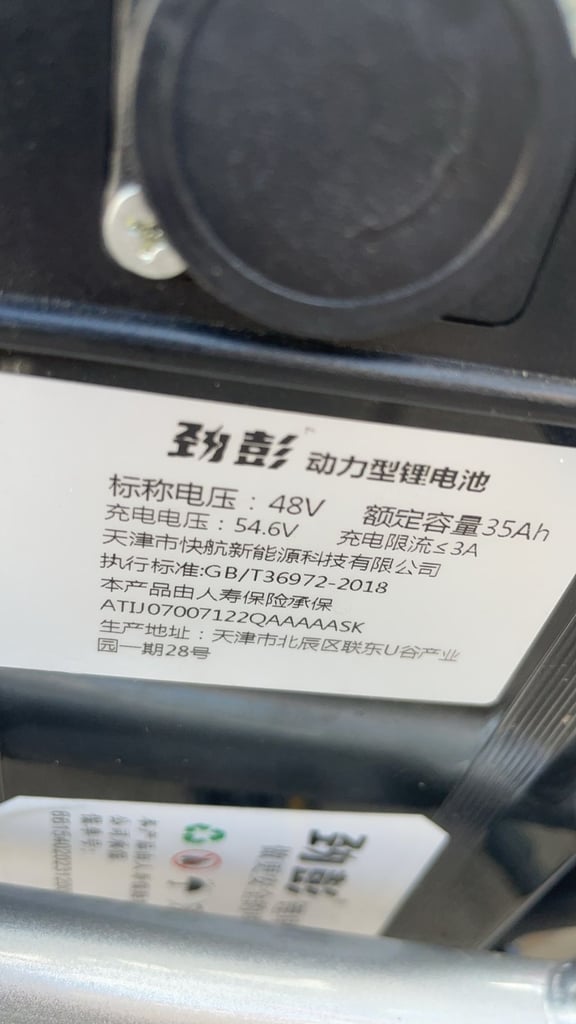 劲彭 动力型锂电池
标称电压：48V 额定容量35Ah
充电电压：54.6V 充电限流≤3A
天津市快航新能源科技有限公司
执行标准:GB/T36972-2018
本产品由人寿保险承保
ATIJ07007122QAAAAASK
生产地址：天津市北辰区联东U谷产业
园一期28号
劲彭